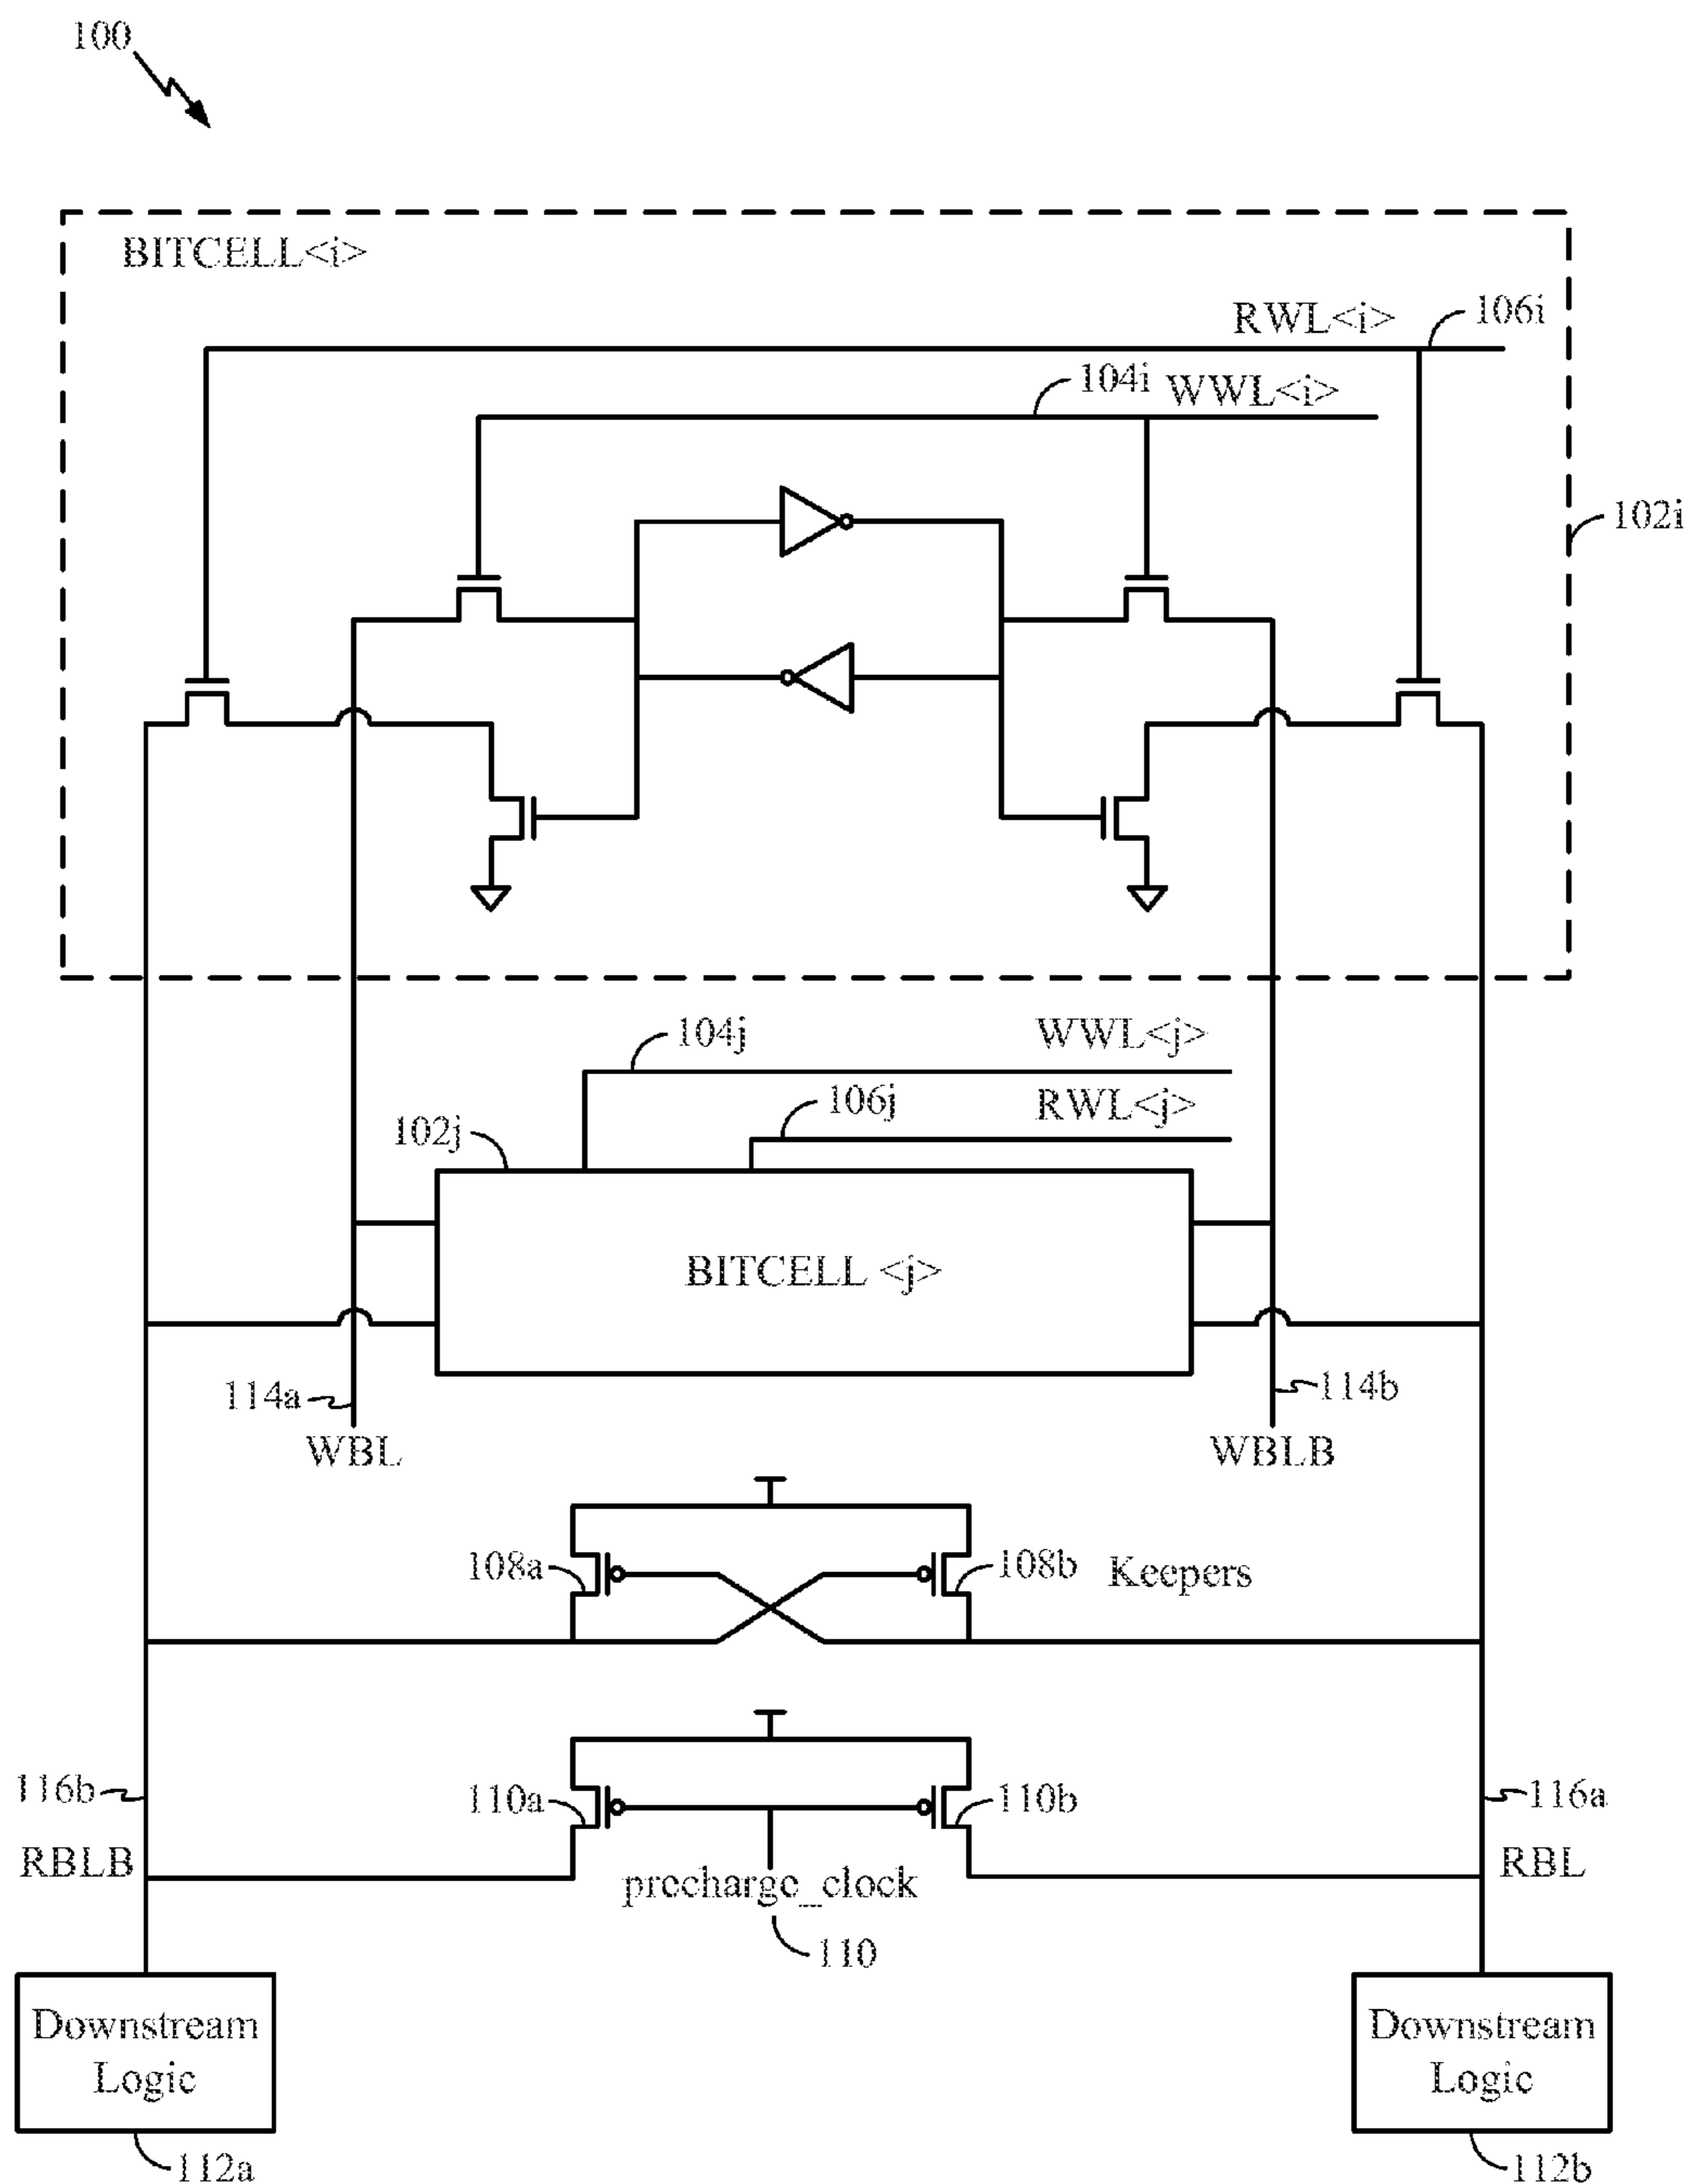 100
BITCELL<i>
RWL<i>
106i
104i
WWL<i>
102i
104j
WWL<j>
106j
RWL<j>
102j
BITCELL <j>
114a
114b
WBL
WBLB
108a
108b
Keepers
116b
110a
110b
116a
RBLB
precharge_clock
RBL
110
Downstream
Logic
Downstream
Logic
112a
112b